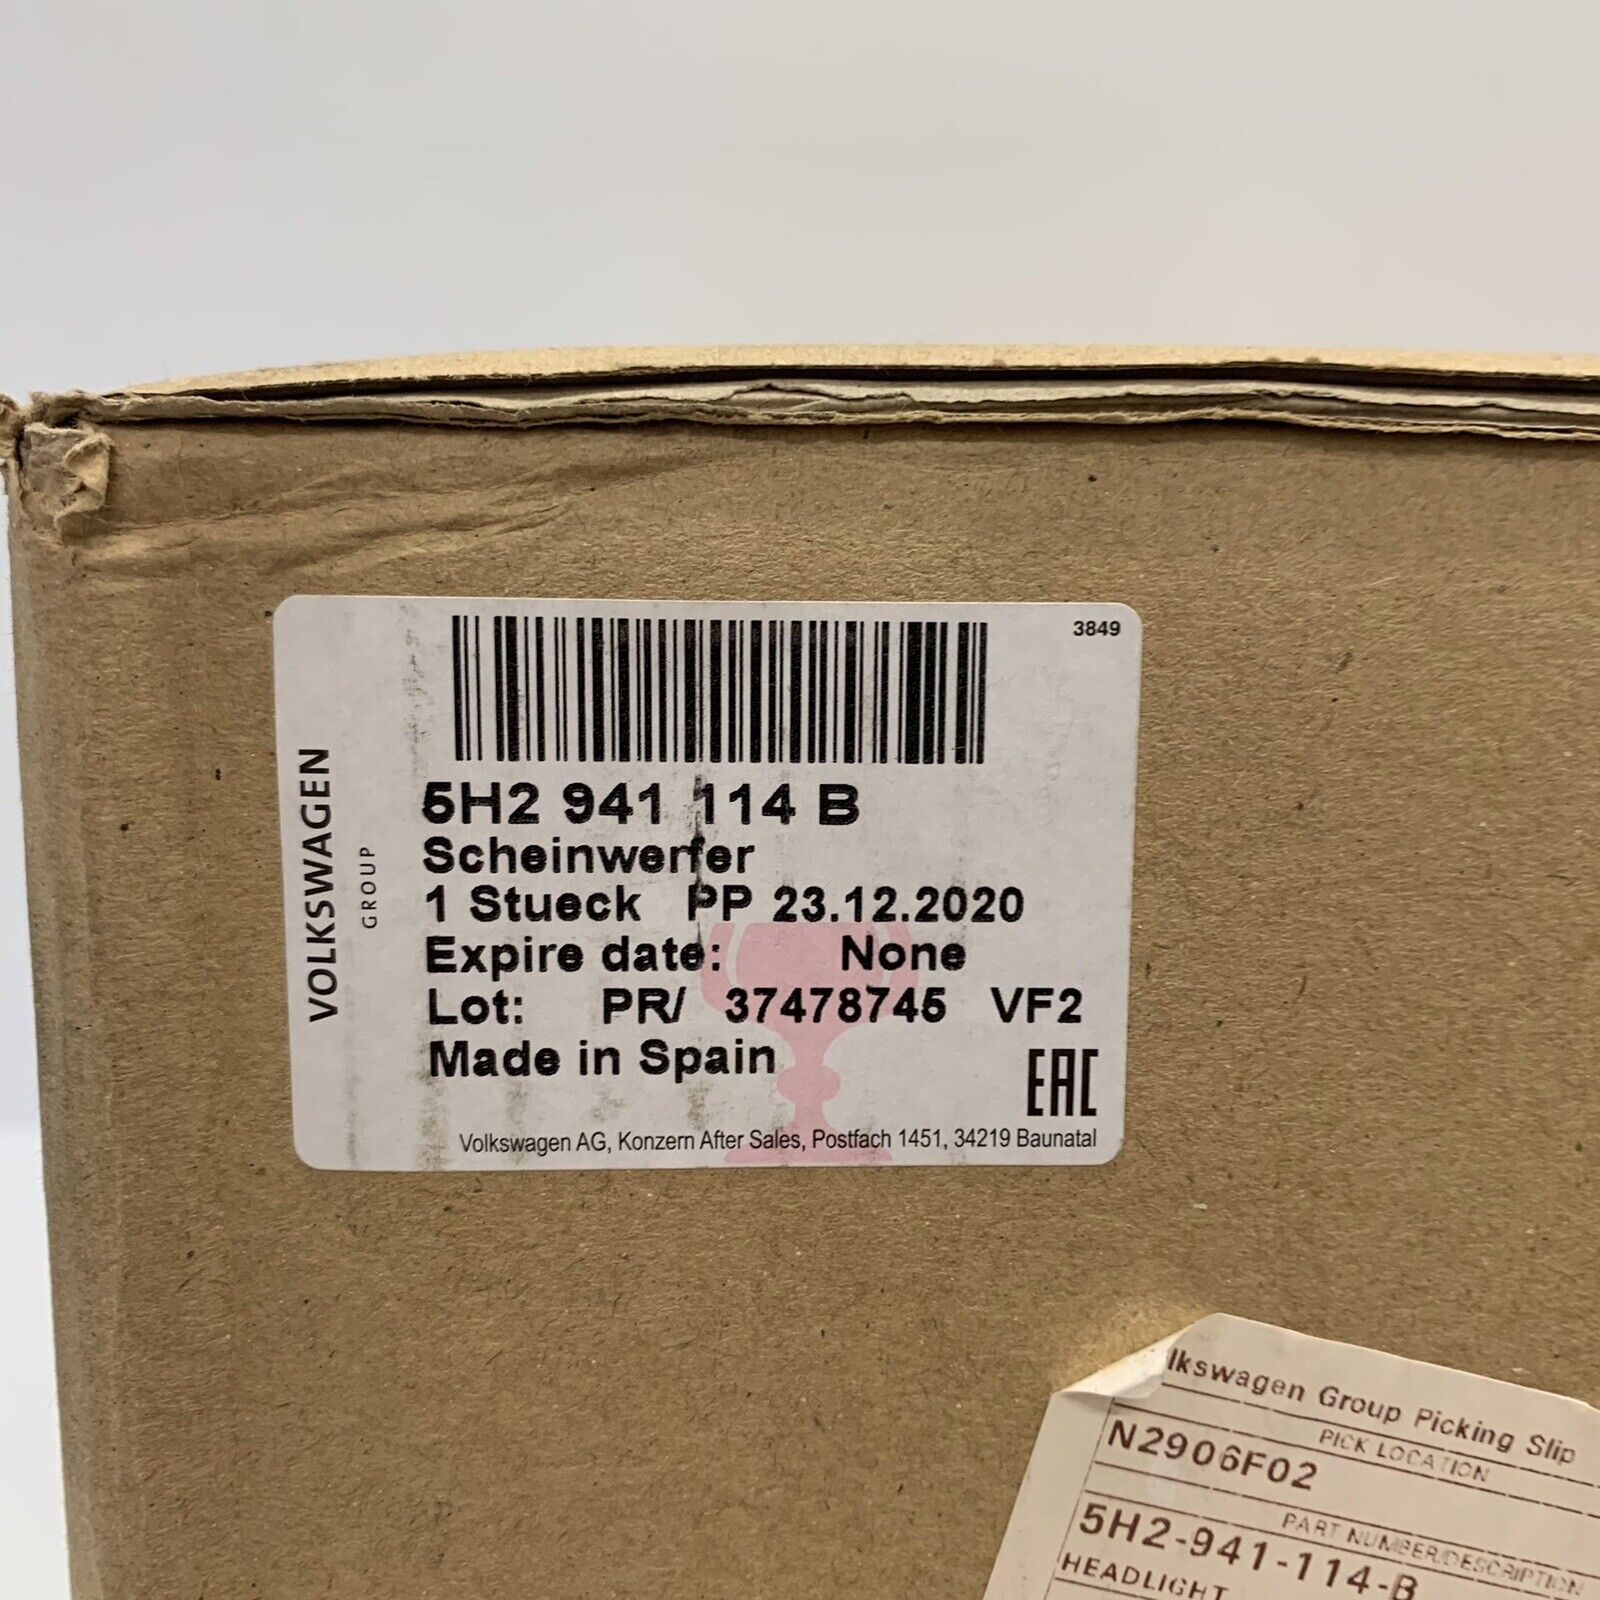 3849
VOLKSWAGEN
GROUP
5H2 941 114 B
Scheinwerfer
1 Stueck PP 23.12.2020
Expire date: None
Lot: PR/ 37478745 VF2
Made in Spain
EAC
Volkswagen AG, Konzern After Sales, Postfach 1451, 34219 Baunatal
lkswagen Group Picking Slip
PICK LOCATION
N2906F02
PART NUMBER/DESCRIPTION
5H2-941-114-B
HEADLIGHT